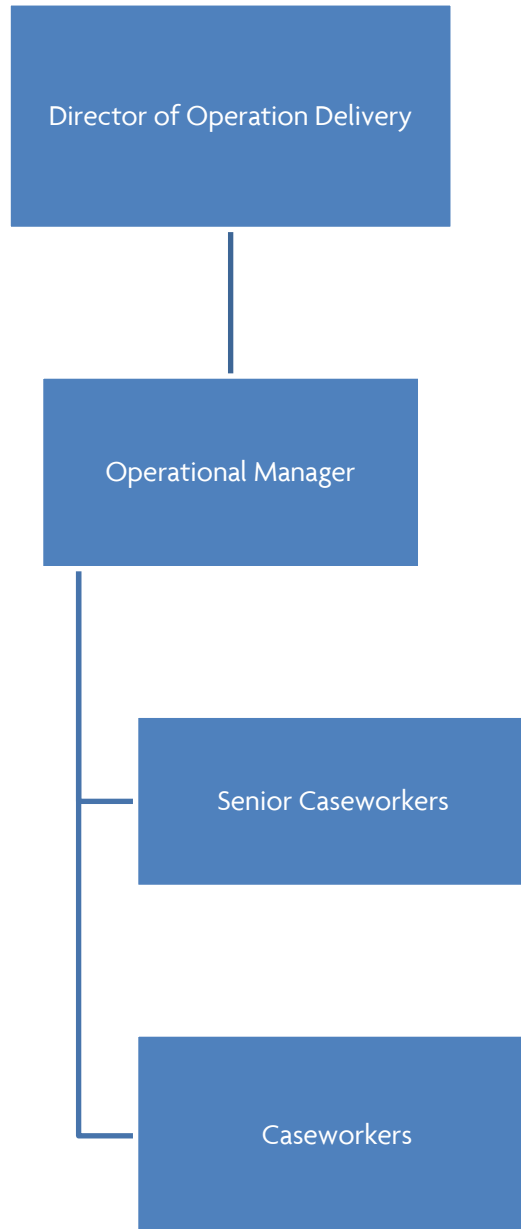 Director of Operation Delivery
Operational Manager
Senior Caseworkers
Caseworkers